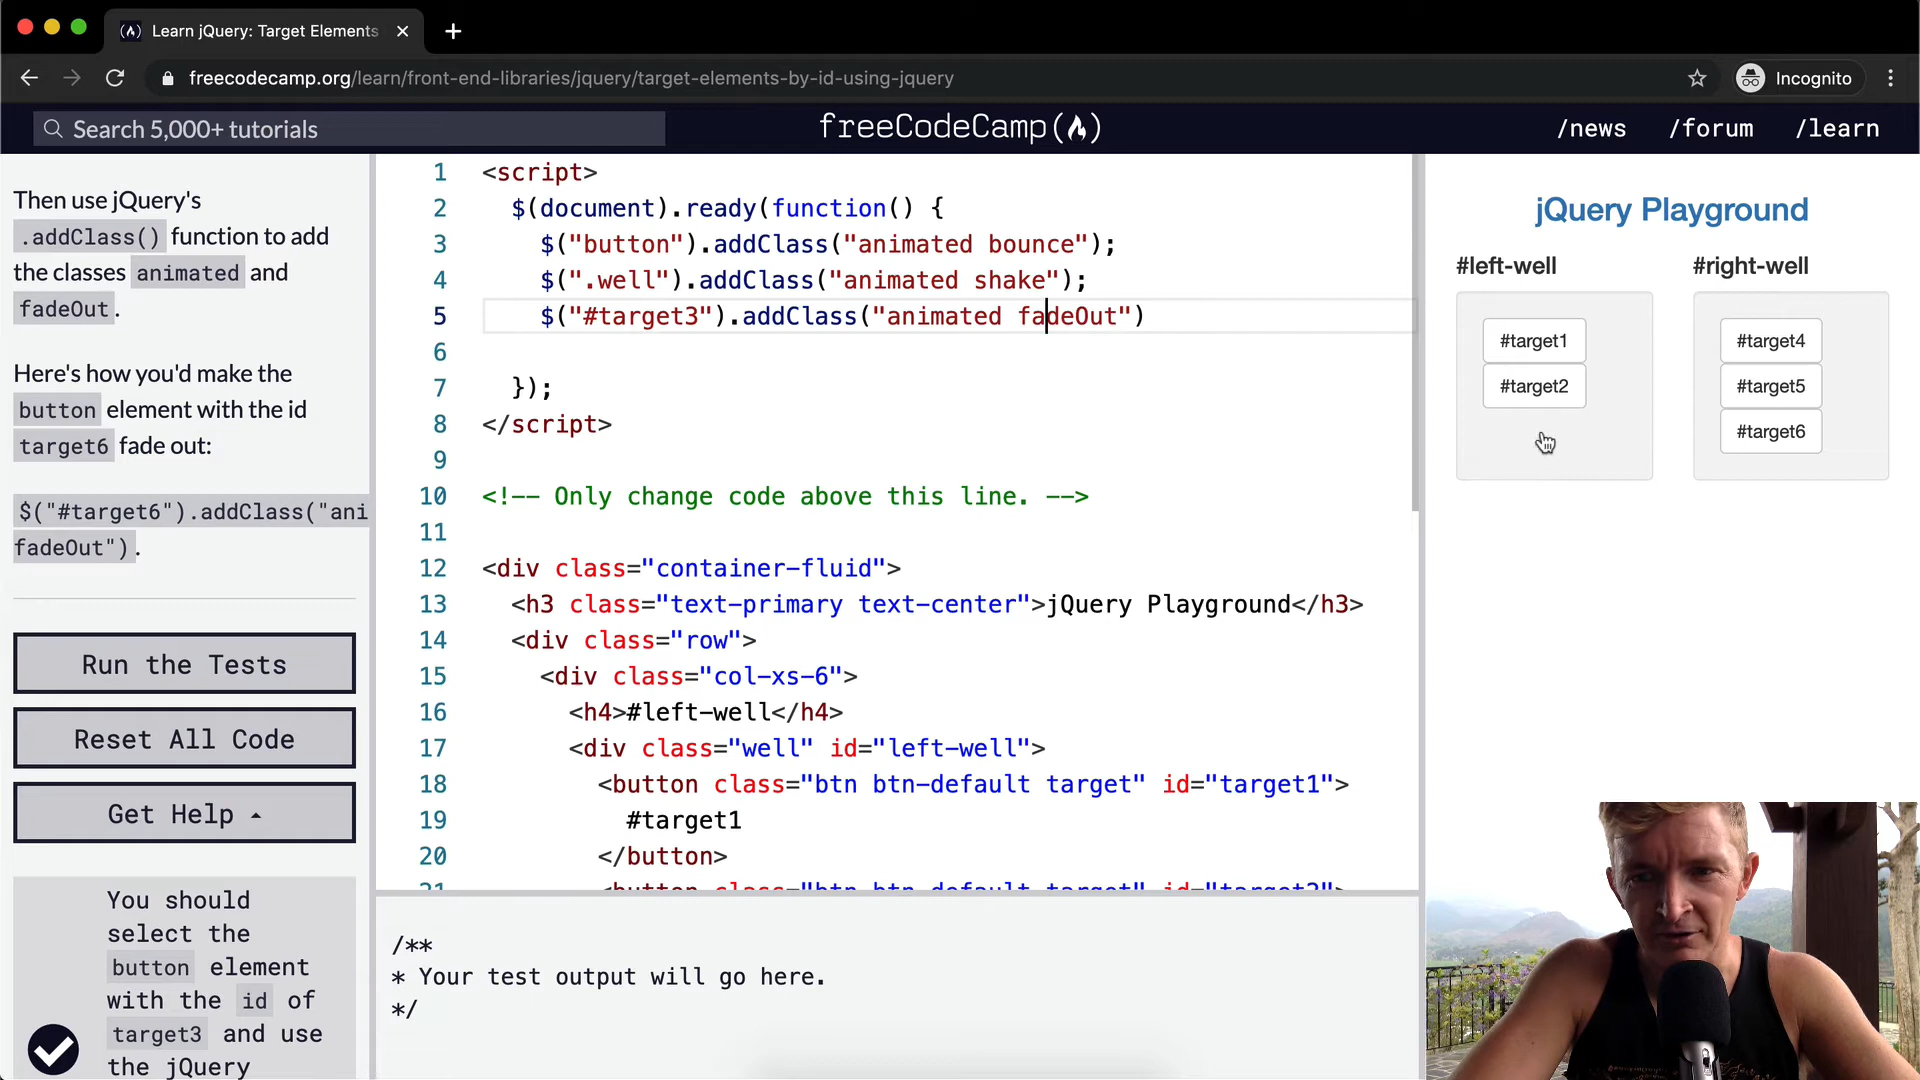 Learn jQuery: Target Elements
freecodecamp.org/learn/front-end-libraries/jquery/target-elements-by-id-using-jquery
Incognito
Search 5,000+ tutorials
freeCodeCamp
/news
/forum
/learn
Then use jQuery's
.addClass() function to add
the classes animated and
fadeOut.
Here's how you'd make the
button element with the id
target6 fade out:
$("#target6").addClass("ani
fadeOut").
Run the Tests
Reset All Code
Get Help
You should
select the
button element
with the id of
target3 and use
the jQuery
1 <script>
2 $(document).ready(function() {
3 $("button").addClass("animated bounce");
4 $(".well").addClass("animated shake");
5 $("#target3").addClass("animated fadeOut")
6
7 });
8 </script>
9
10 <!-- Only change code above this line. -->
11
12 <div class="container-fluid">
13 <h3 class="text-primary text-center">jQuery Playground</h3>
14 <div class="row">
15 <div class="col-xs-6">
16 <h4>#left-well</h4>
17 <div class="well" id="left-well">
18 <button class="btn btn-default target" id="target1">
19 #target1
20 </button>
21 <button class="btn btn-default target" id="target2">
/**
* Your test output will go here.
*/
jQuery Playground
#left-well
#target1
#target2
#right-well
#target4
#target5
#target6